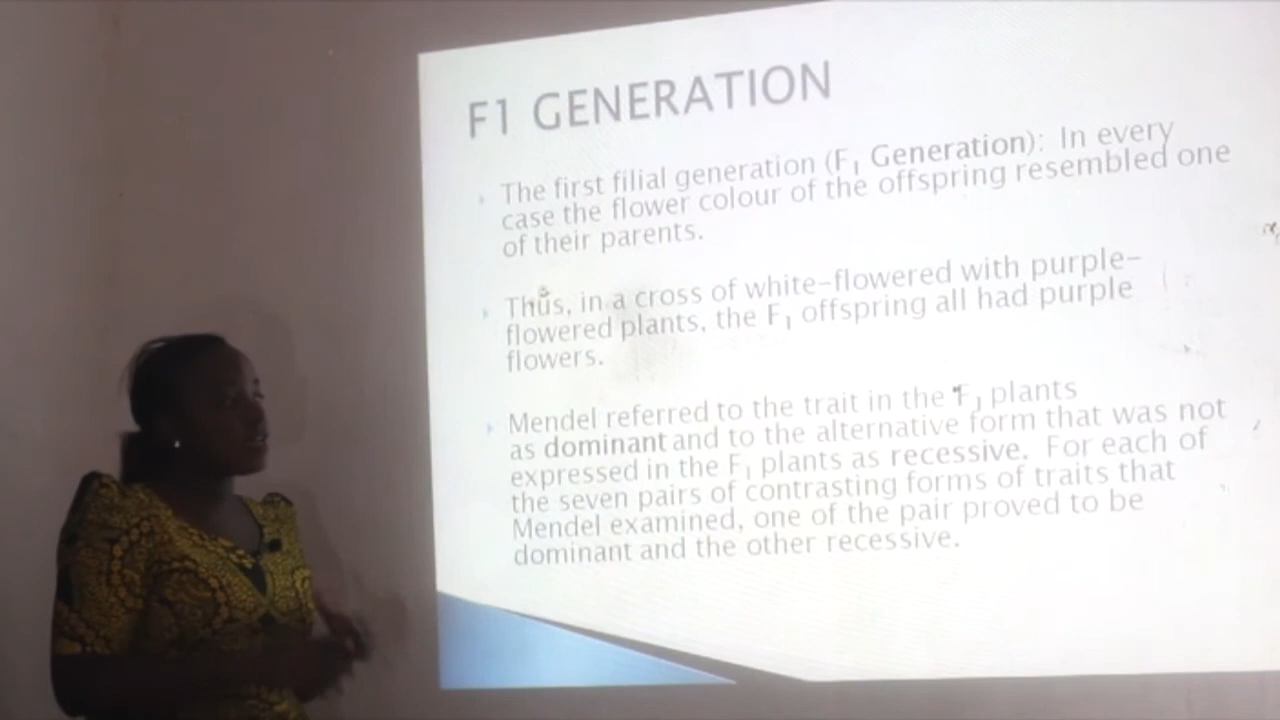 F1 GENERATION
The first filial generation (F₁ Generation): In every
case the flower colour of the offspring resembled one
of their parents.
Thus, in a cross of white-flowered with purple-
flowered plants, the F₁ offspring all had purple
flowers.
Mendel referred to the trait in the F₁ plants
as dominant and to the alternative form that was not
expressed in the F₁ plants as recessive. For each of
the seven pairs of contrasting forms of traits that
Mendel examined, one of the pair proved to be
dominant and the other recessive.